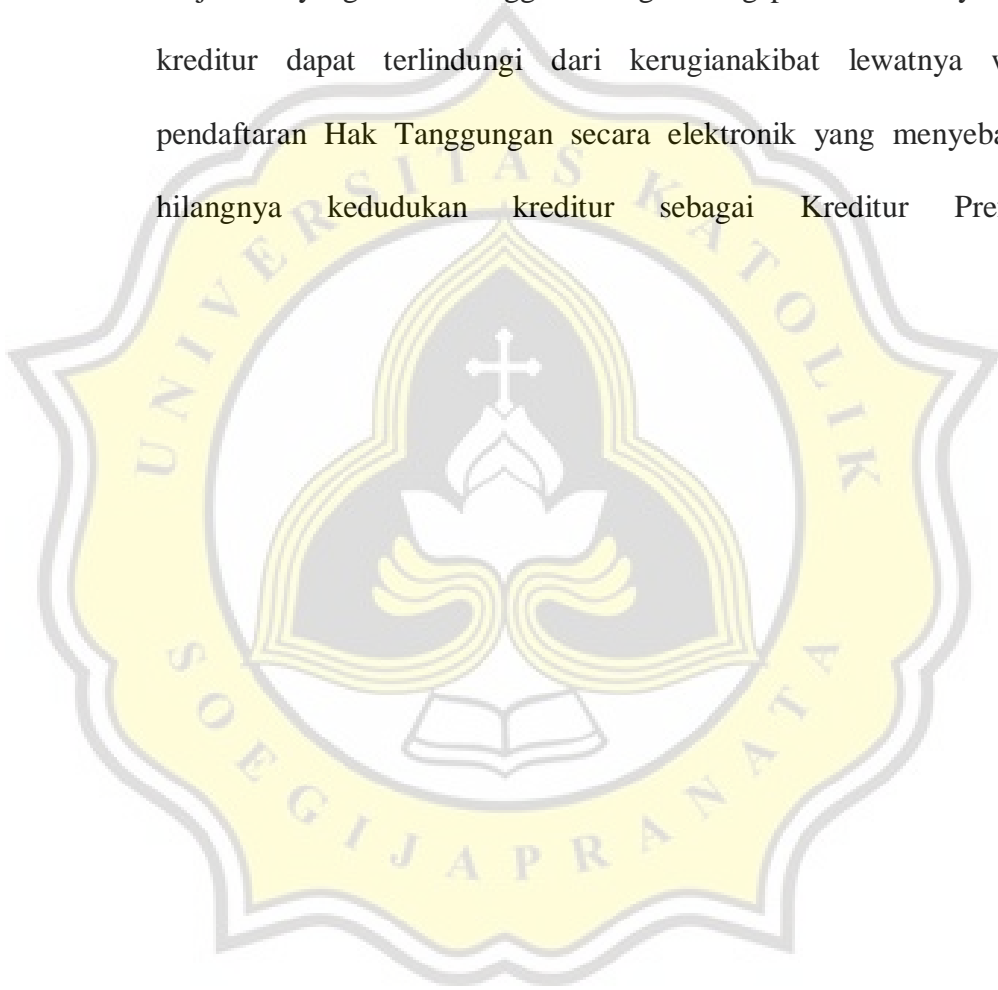 kreditur dapat terlindungi dari kerugianakibat lewatnya
pendaftaran Hak Tanggungan secara elektronik yang
hilangnya kedudukan kreditur sebagai Kreditur
UNIVERSITAS KATOLIK
SOEGIJAPRANATA